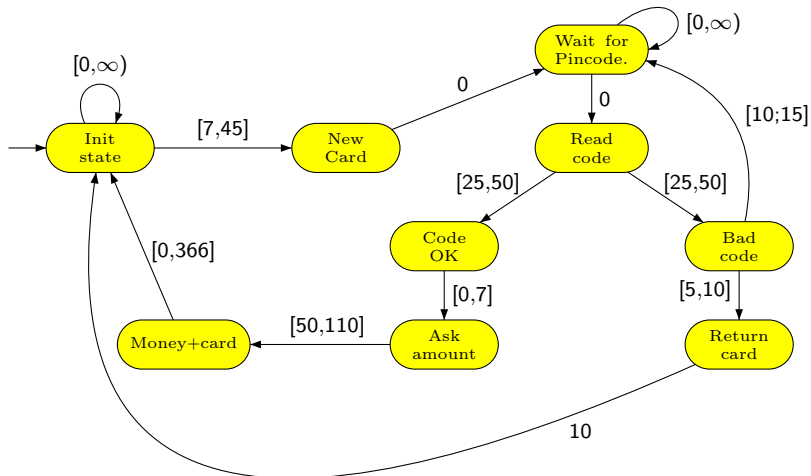 [0,∞)
Wait for
Pincode.
[0,∞)
0
[7,45]
0
[10;15]
Init
state
New
Card
Read
code
[25,50]
[25,50]
[0,366]
Code
OK
Bad
code
[0,7]
[5,10]
[50,110]
Money+card
Ask
amount
Return
card
10